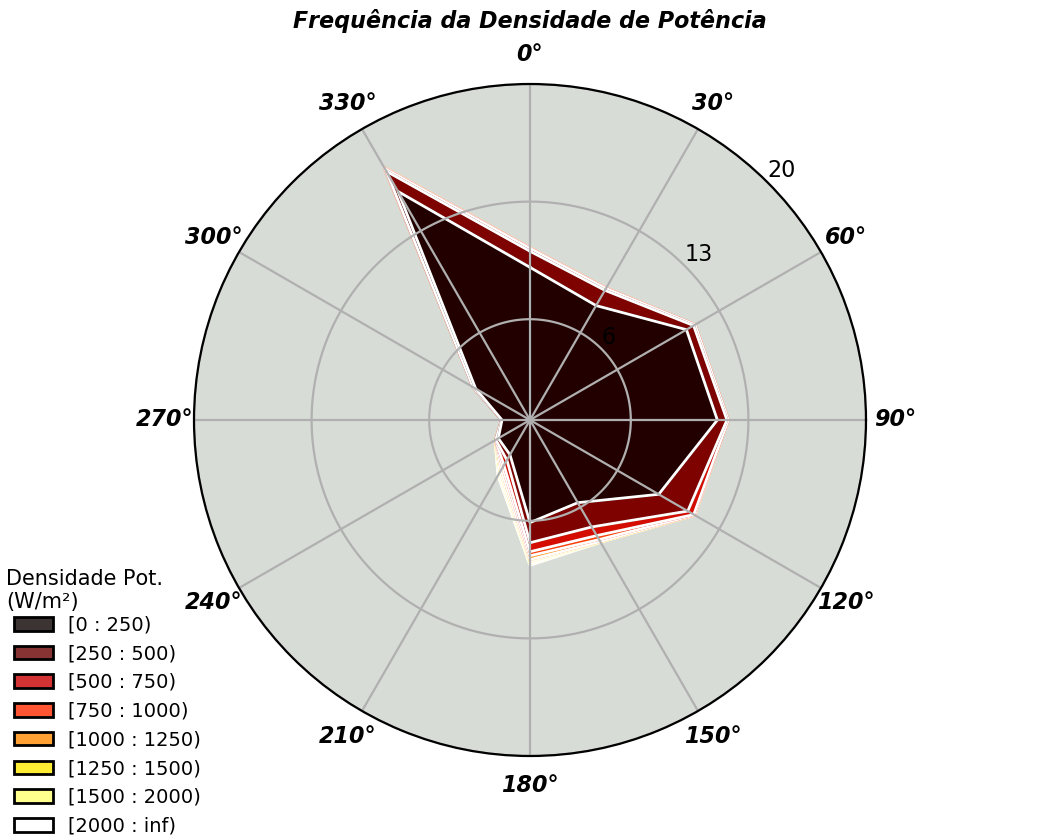 Frequência da Densidade de Potência
0°
330°
30°
20
300°
60°
13
6
270°
90°
Densidade Pot.
(W/m²)
240°
120°
[0 : 250)
[250 : 500)
[500 : 750)
[750 : 1000)
210°
150°
[1000 : 1250)
[1250 : 1500)
180°
[1500 : 2000)
[2000 : inf)